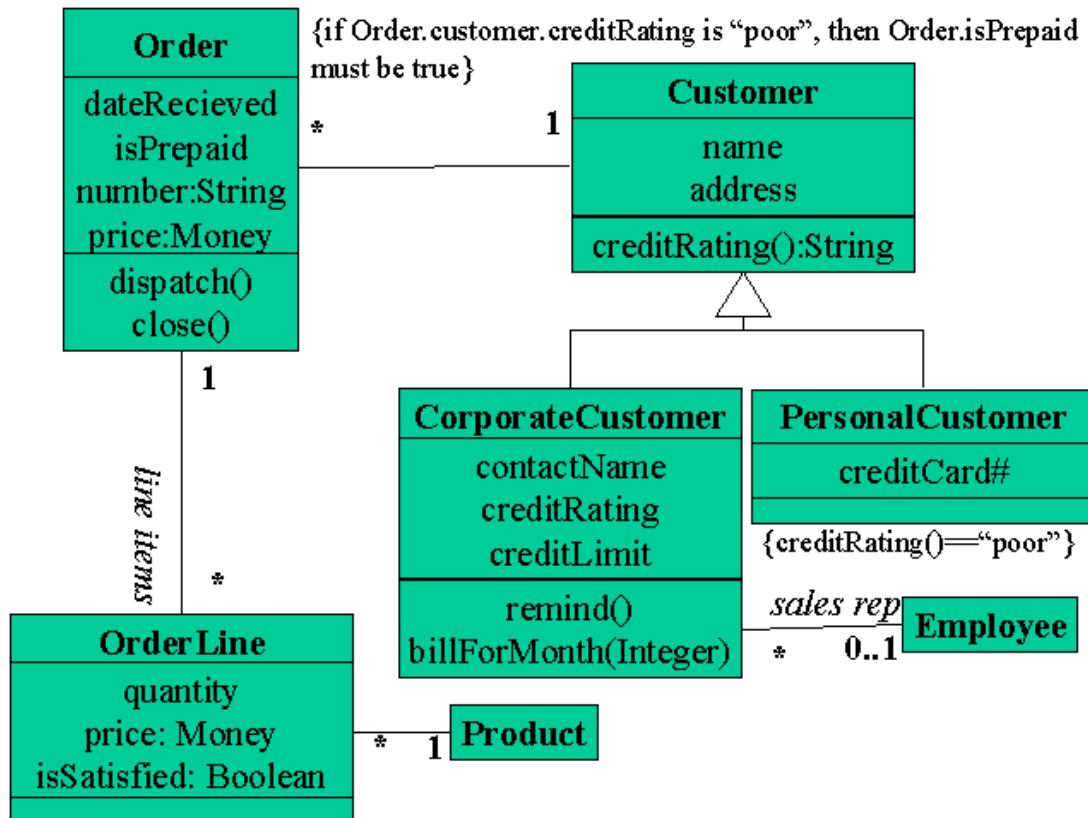 Order
dateRecieved
isPrepaid
number:String
price:Money
dispatch()
close()
{if Order.customer.creditRating is “poor”, then Order.isPrepaid
must be true}
*
1
Customer
name
address
creditRating():String
1
line items
*
CorporateCustomer
contactName
creditRating
creditLimit
remind()
billForMonth(Integer)
PersonalCustomer
creditCard#
{creditRating()==“poor”}
sales rep
*
0..1
Employee
OrderLine
quantity
price: Money
isSatisfied: Boolean
*
1
Product